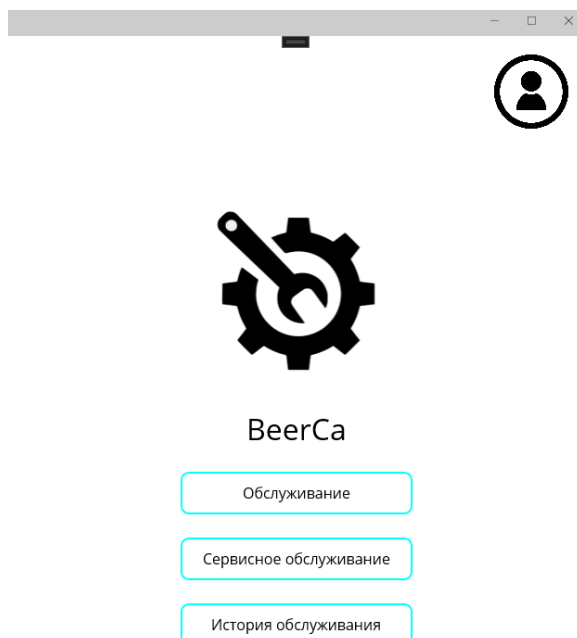 BeerCa
Обслуживание
Сервисное обслуживание
История обслуживания